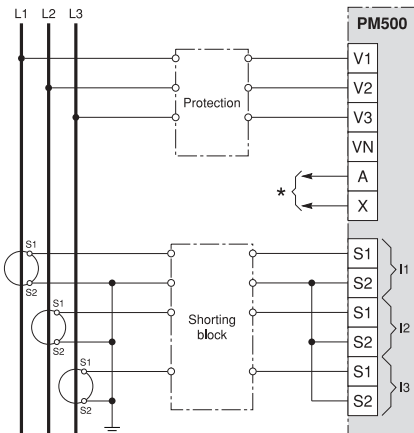 L1 L2 L3
PM500
V1
Protection
V2
V3
VN
A
*
X
S1
S1
I1
S2
S2
S1
S1
Shorting
block
I2
S2
S2
S1
S1
I3
S2
S2